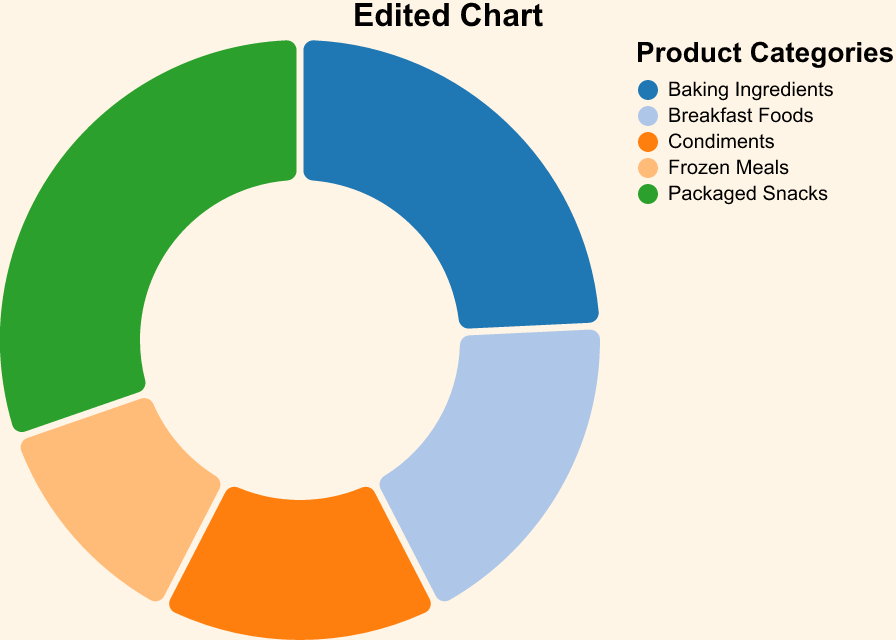 Edited Chart
Product Categories
Baking Ingredients
Breakfast Foods
Condiments
Frozen Meals
Packaged Snacks